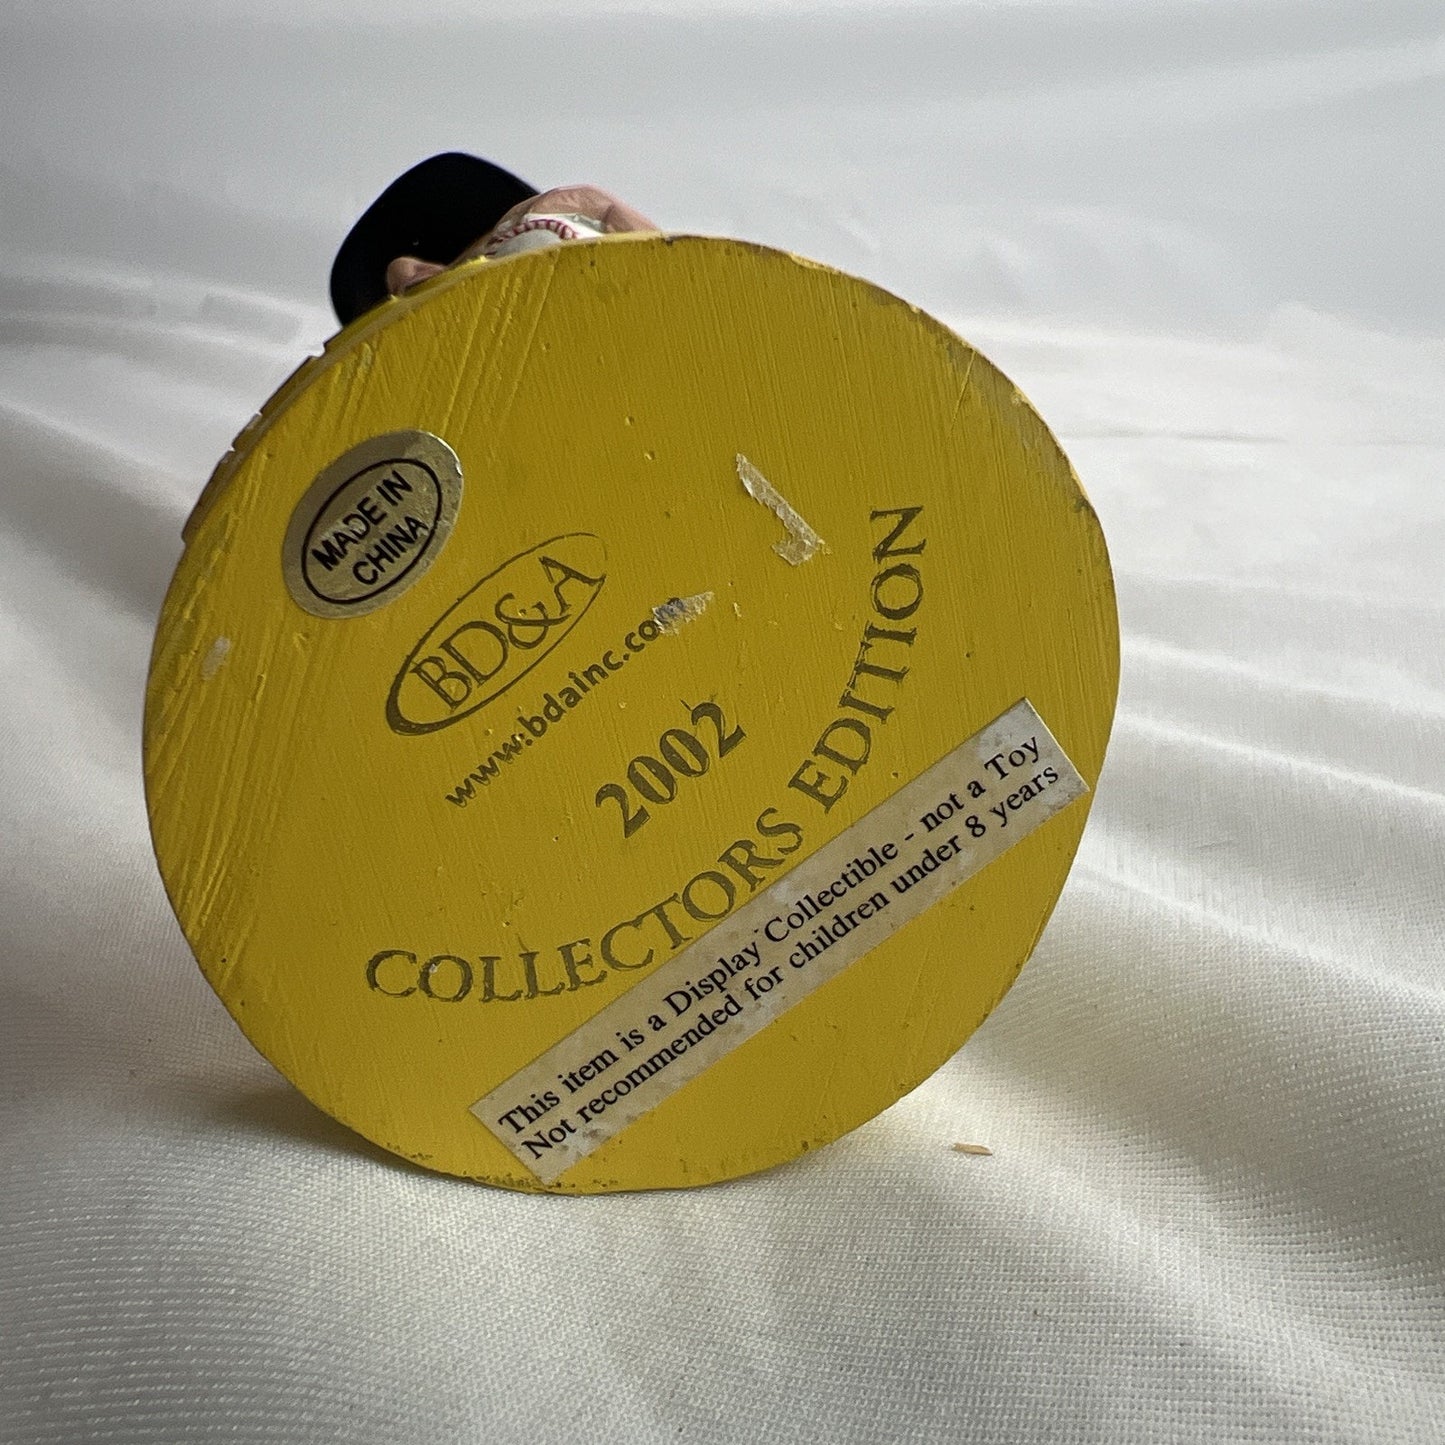 MADE IN
CHINA
BD&A
www.bdainc.com
2002
COLLECTORS EDITION
This item is a Display Collectible - not a Toy
Not recommended for children under 8 years